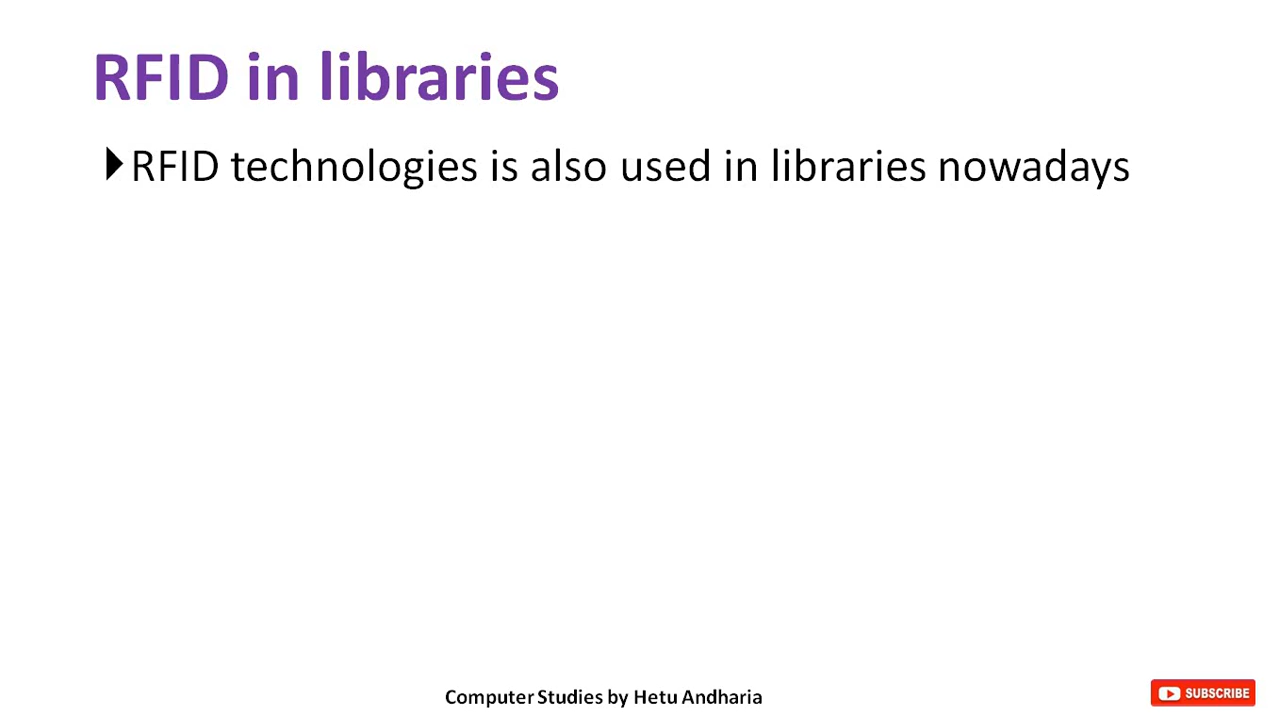 RFID in libraries
RFID technologies is also used in libraries nowadays
Computer Studies by Hetu Andharia
SUBSCRIBE